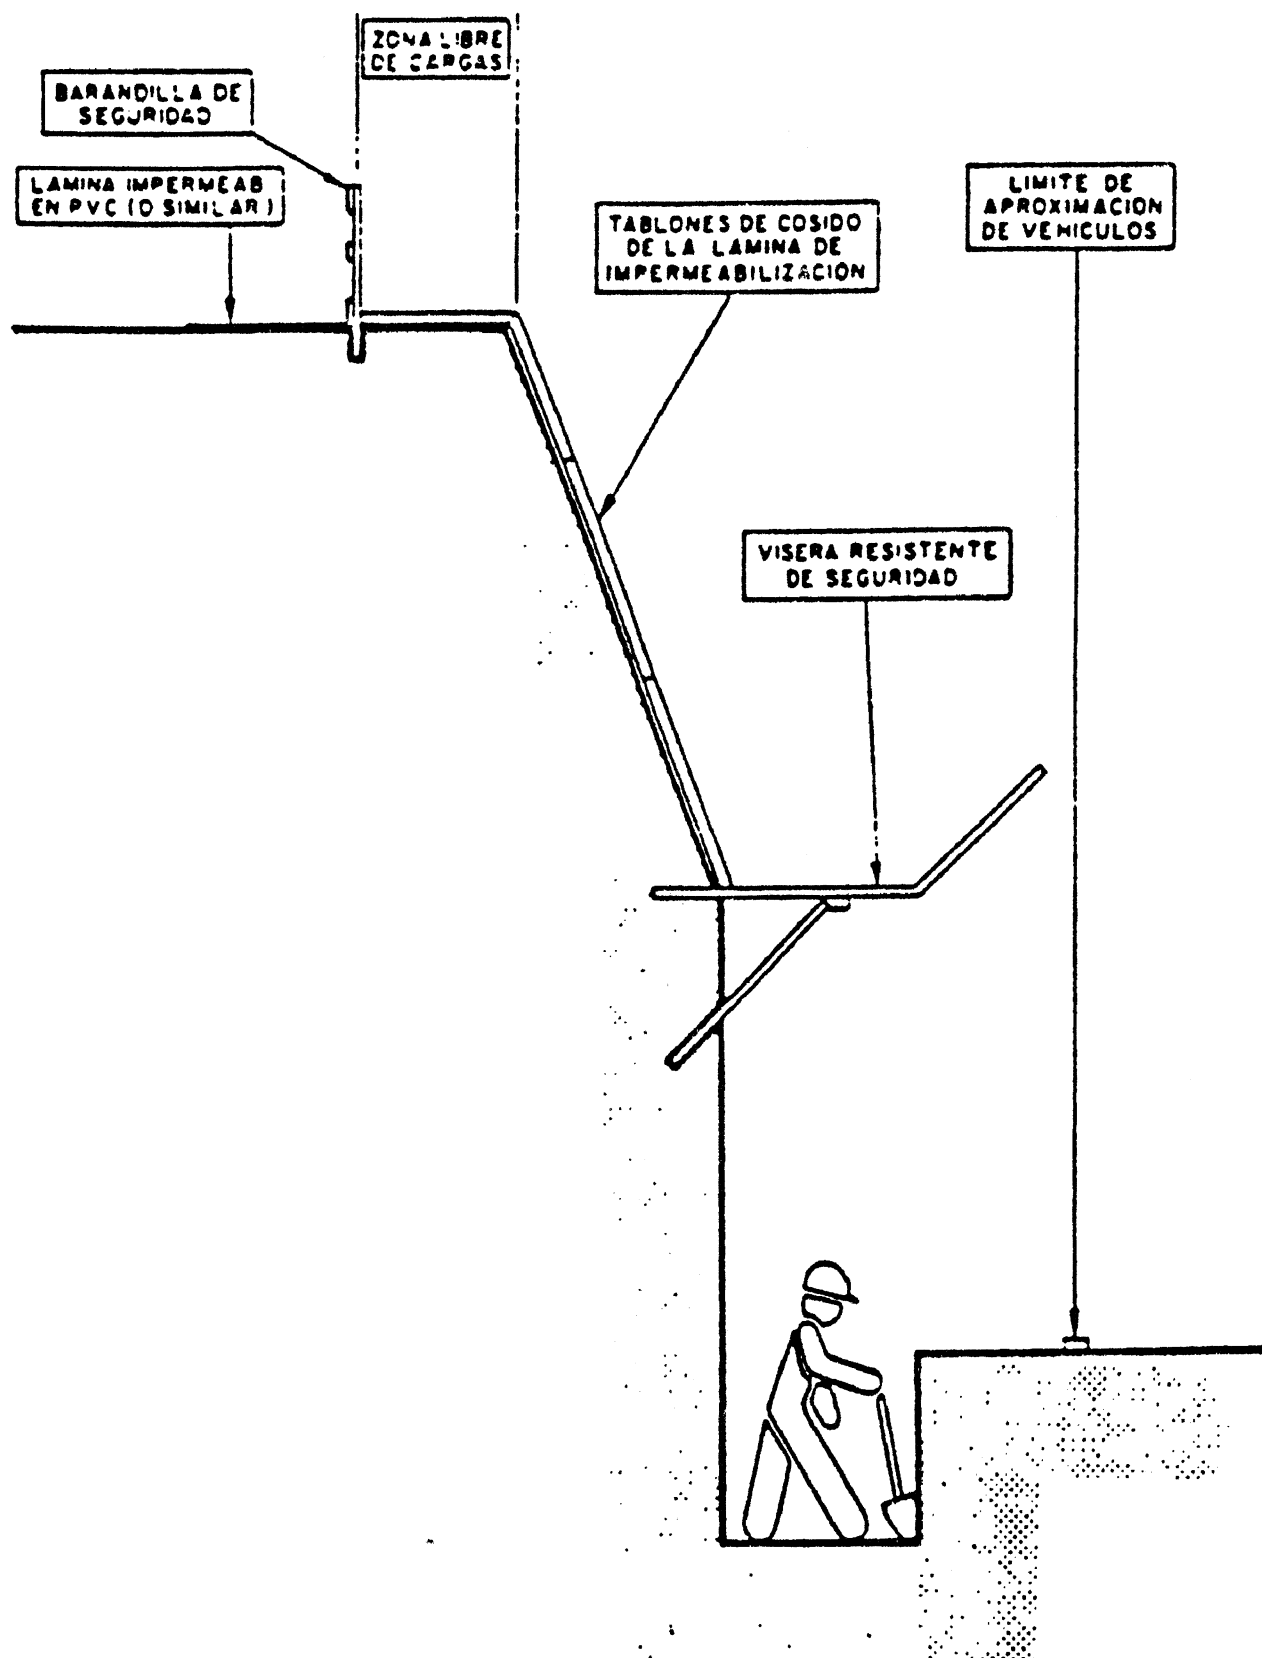 ZONA LIBRE
DE CARGAS
BARANDILLA DE
SEGURIDAD
LAMINA IMPERMEAB
EN PVC (O SIMILAR)
TABLONES DE COSIDO
DE LA LAMINA DE
IMPERMEABILIZACIÓN
LIMITE DE
APROXIMACION
DE VEHICULOS
VISERA RESISTENTE
DE SEGURIDAD